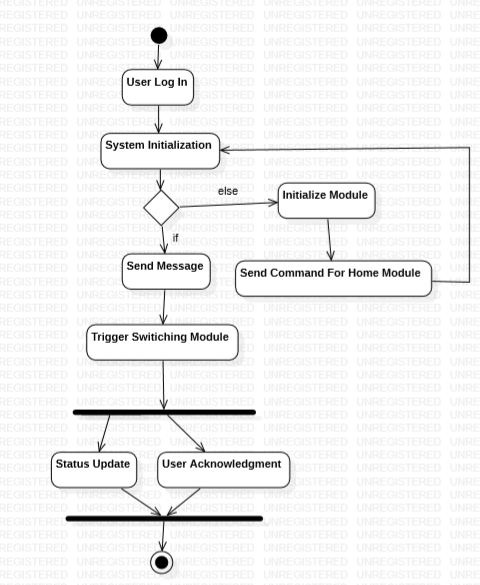 User Log In
System Initialization
else
Initialize Module
if
Send Message
Send Command For Home Module
Trigger Switiching Module
Status Update
User Acknowledgment
UNREGISTERED